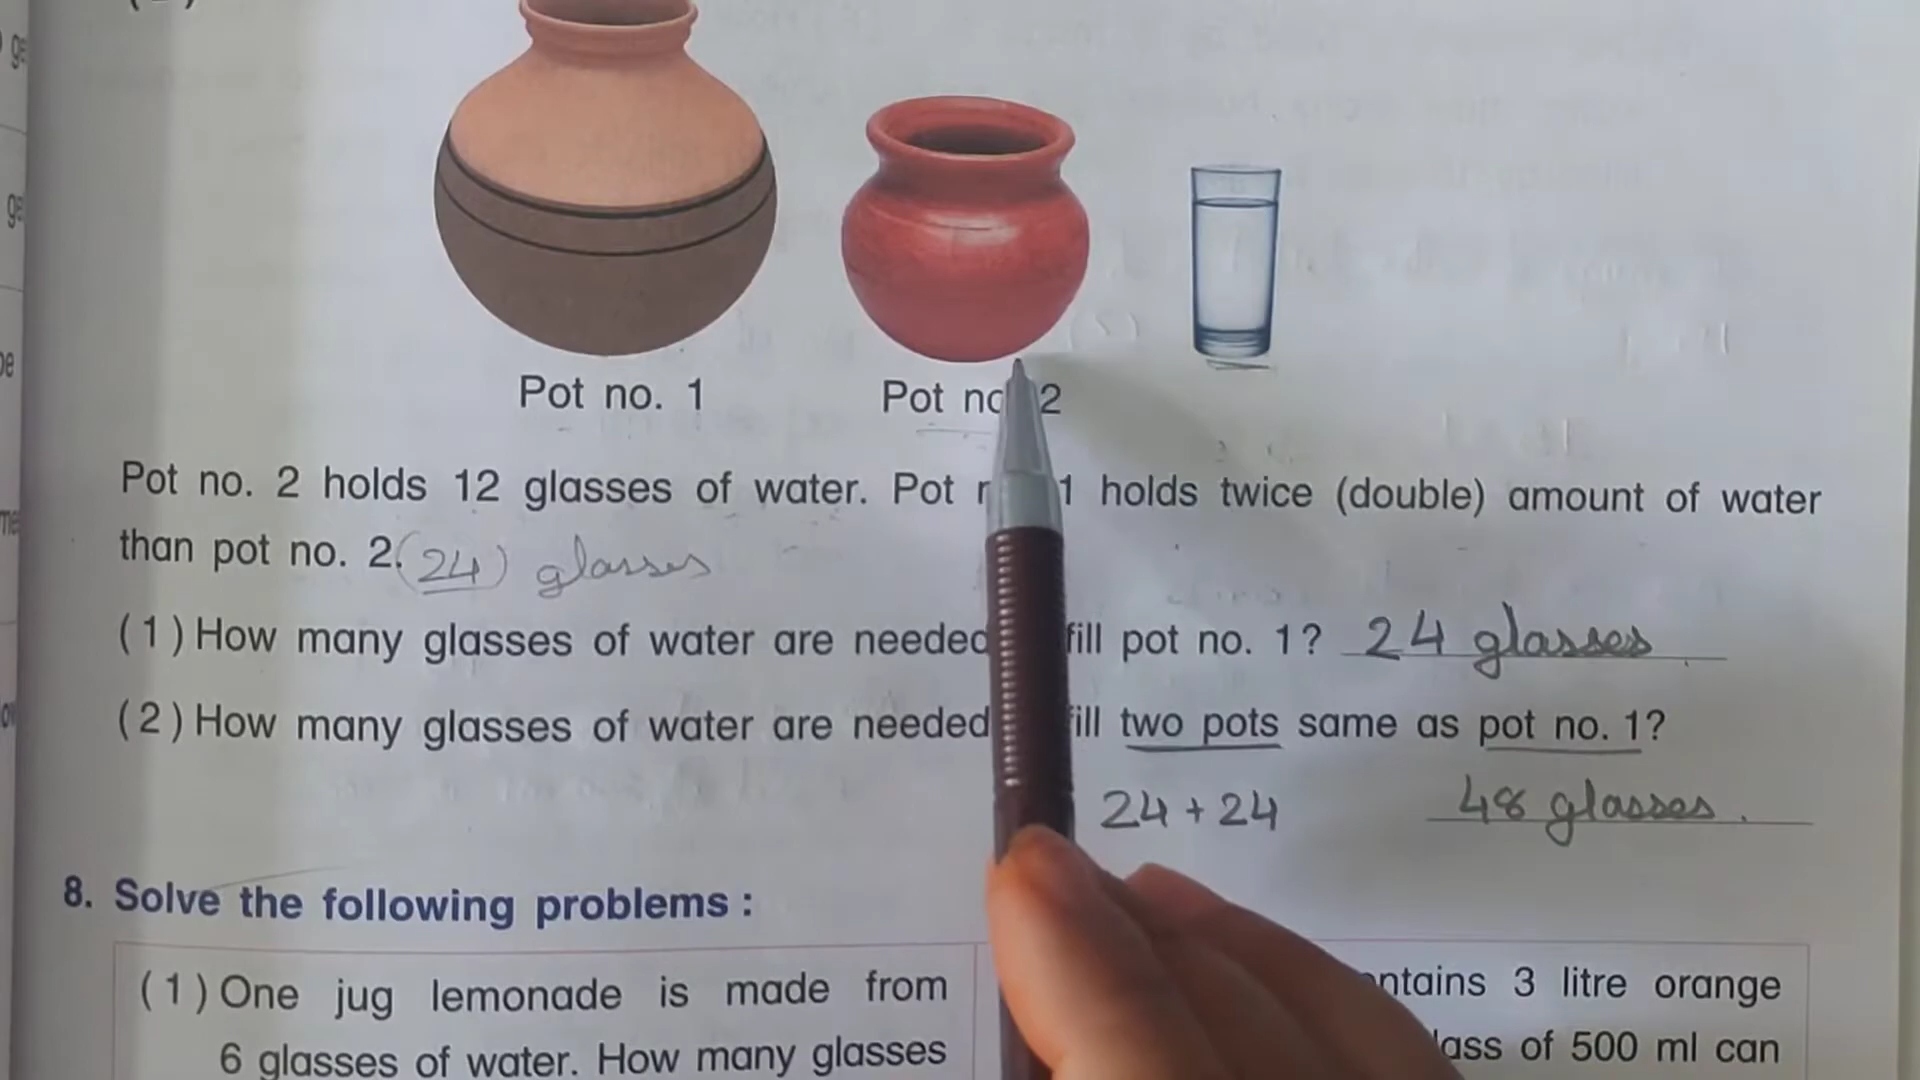 Pot no. 1
Pot no 2
Pot no. 2 holds 12 glasses of water. Pot 1 holds twice (double) amount of water
than pot no. 2. (24) glasses
(1) How many glasses of water are needed fill pot no. 1? 24 glasses
(2) How many glasses of water are needed fill two pots same as pot no. 1?
24 + 24 48 glasses.
8. Solve the following problems :
(1) One jug lemonade is made from
6 glasses of water. How many glasses
3 litre orange
of 500 ml can